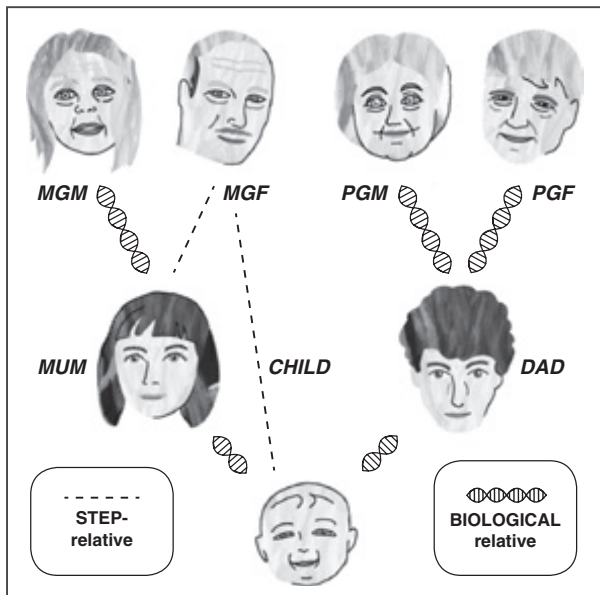 MGM
MGF
PGM
PGF
MUM
CHILD
DAD
STEP-
relative
BIOLOGICAL
relative